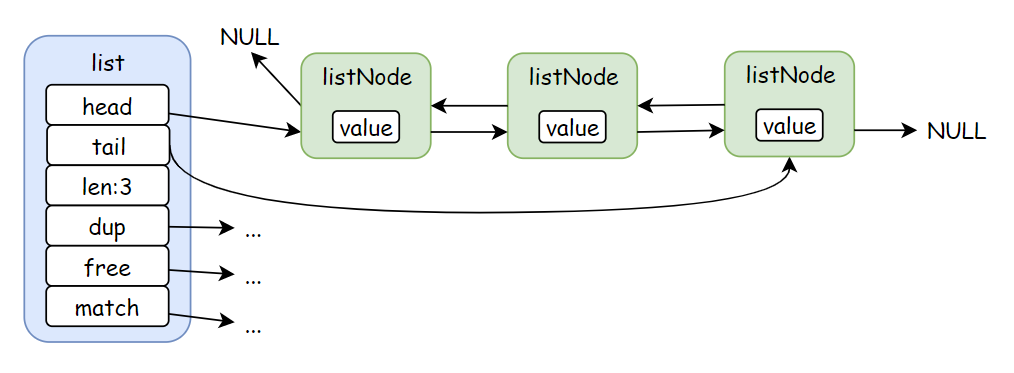 list
head
tail
len:3
dup
free
match
...
...
...
NULL
listNode
value
listNode
value
listNode
value
NULL